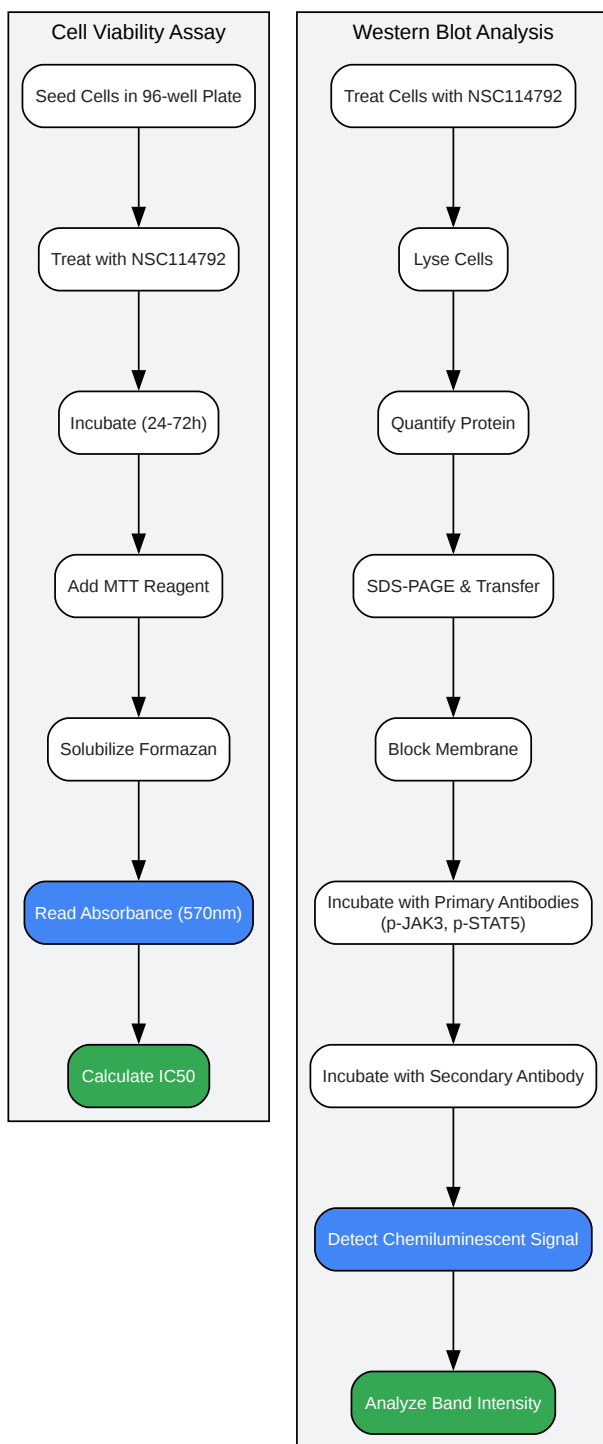 Cell Viability Assay
Seed Cells in 96-well Plate
Treat with NSC114792
Incubate (24-72h)
Add MTT Reagent
Solubilize Formazan
Read Absorbance (570nm)
Calculate IC50
Western Blot Analysis
Treat Cells with NSC114792
Lyse Cells
Quantify Protein
SDS-PAGE & Transfer
Block Membrane
Incubate with Primary Antibodies
(p-JAK3, p-STAT5)
Incubate with Secondary Antibody
Detect Chemiluminescent Signal
Analyze Band Intensity